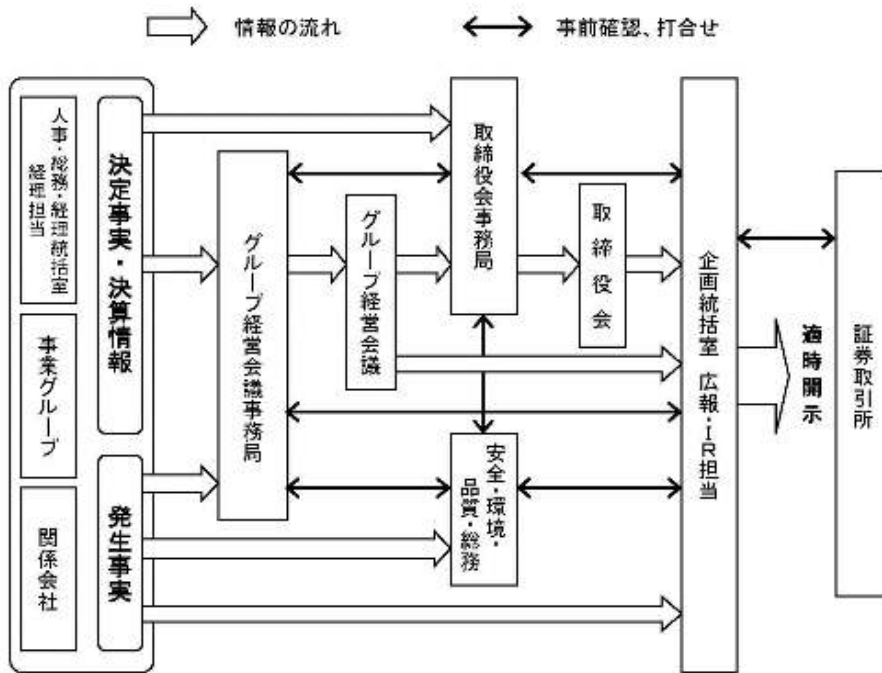 情報の流れ
事前確認、打合せ
人事・総務・経理統括室
経理担当
事業グループ
関係会社
決定事実・決算情報
発生事実
グループ経営会議事務局
グループ経営会議
取締役会事務局
取締役会
安全・環境・
品質・総務
企画統括室 広報・IR担当
適時開示
証券取引所